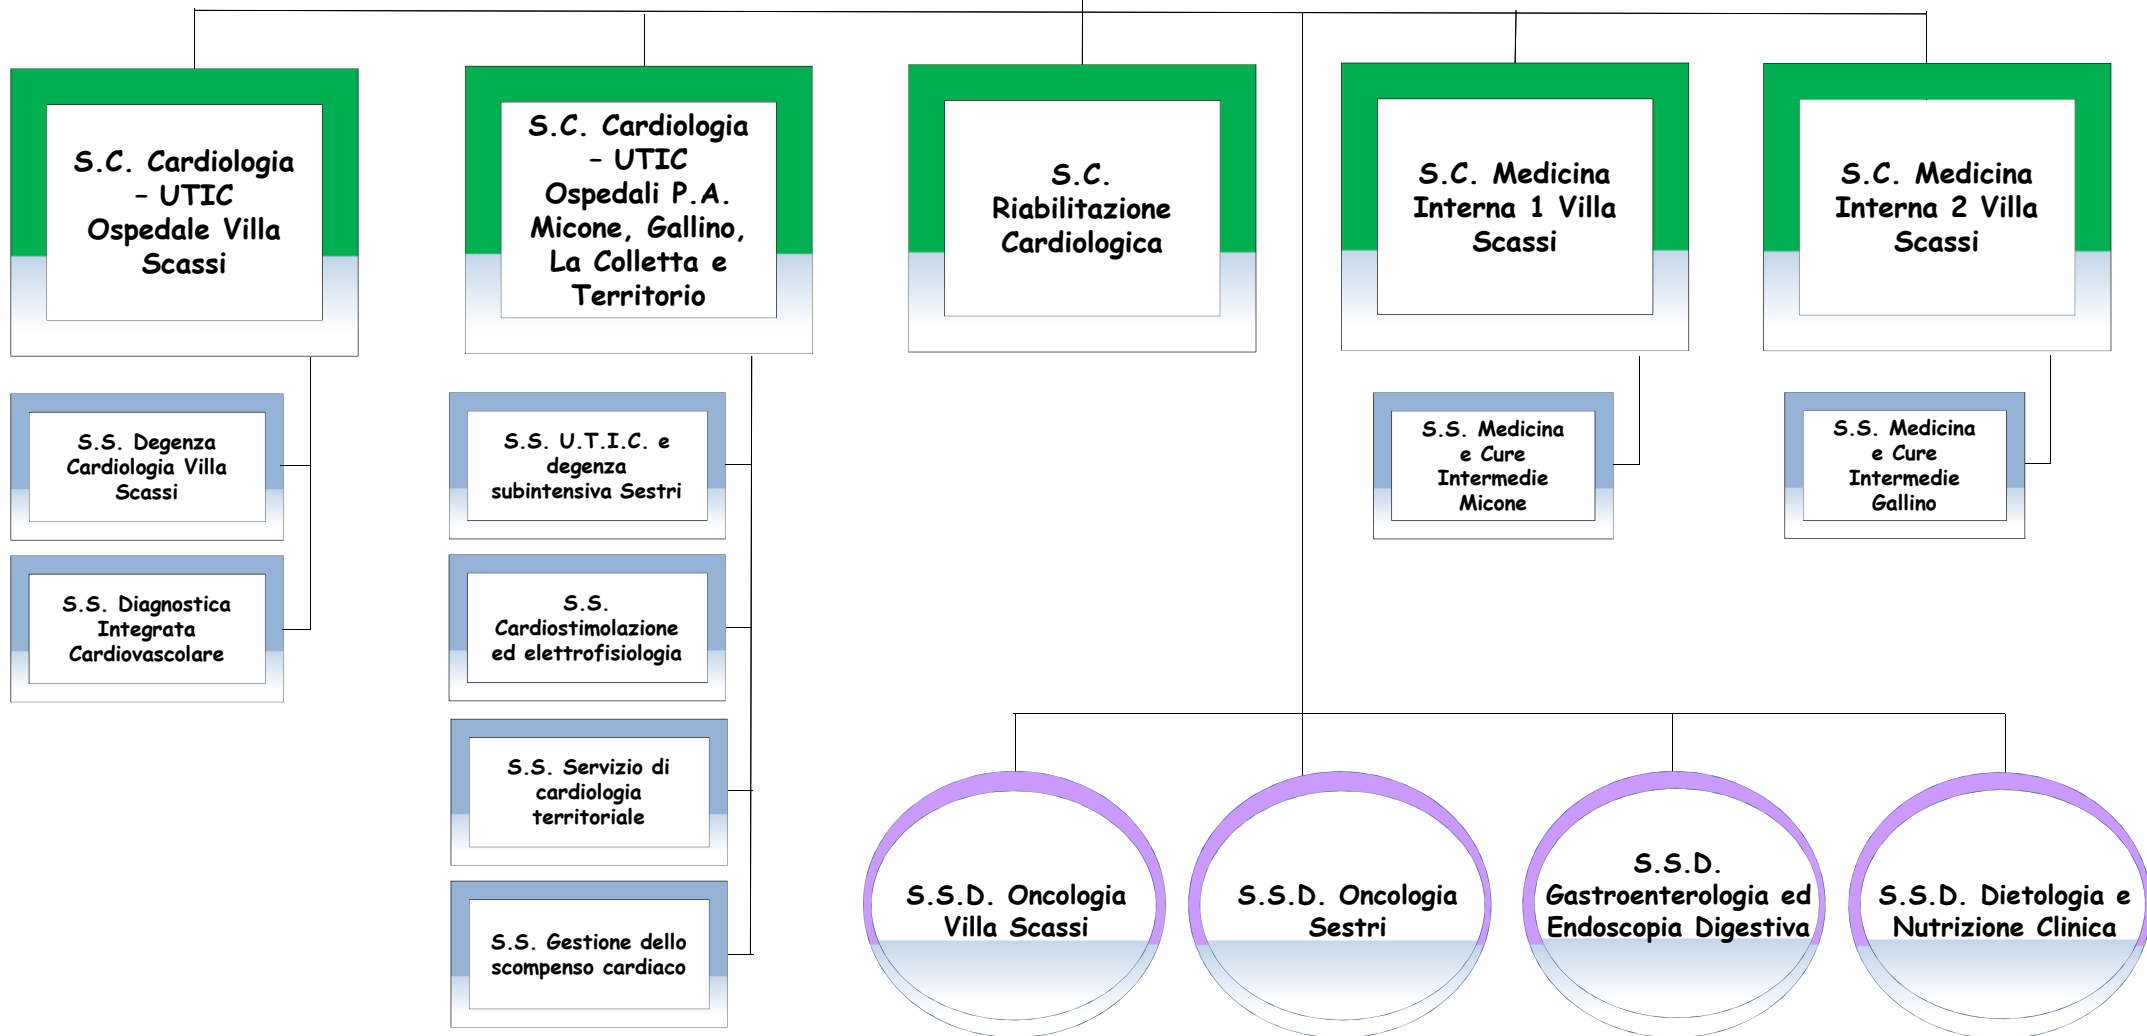 S.C. Cardiologia
– UTIC
Ospedale Villa
Scassi
S.C. Cardiologia
– UTIC
Ospedali P.A.
Micone, Gallino,
La Colletta e
Territorio
S.C.
Riabilitazione
Cardiologica
S.C. Medicina
Interna 1 Villa
Scassi
S.C. Medicina
Interna 2 Villa
Scassi
S.S. Degenza
Cardiologia Villa
Scassi
S.S. Diagnostica
Integrata
Cardiovascolare
S.S. U.T.I.C. e
degenza
subintensiva Sestri
S.S.
Cardiostimolazione
ed elettrofisiologia
S.S. Servizio di
cardiologia
territoriale
S.S. Gestione dello
scompenso cardiaco
S.S. Medicina
e Cure
Intermedie
Micone
S.S. Medicina
e Cure
Intermedie
Gallino
S.S.D. Oncologia
Villa Scassi
S.S.D. Oncologia
Sestri
S.S.D.
Gastroenterologia ed
Endoscopia Digestiva
S.S.D. Dietologia e
Nutrizione Clinica